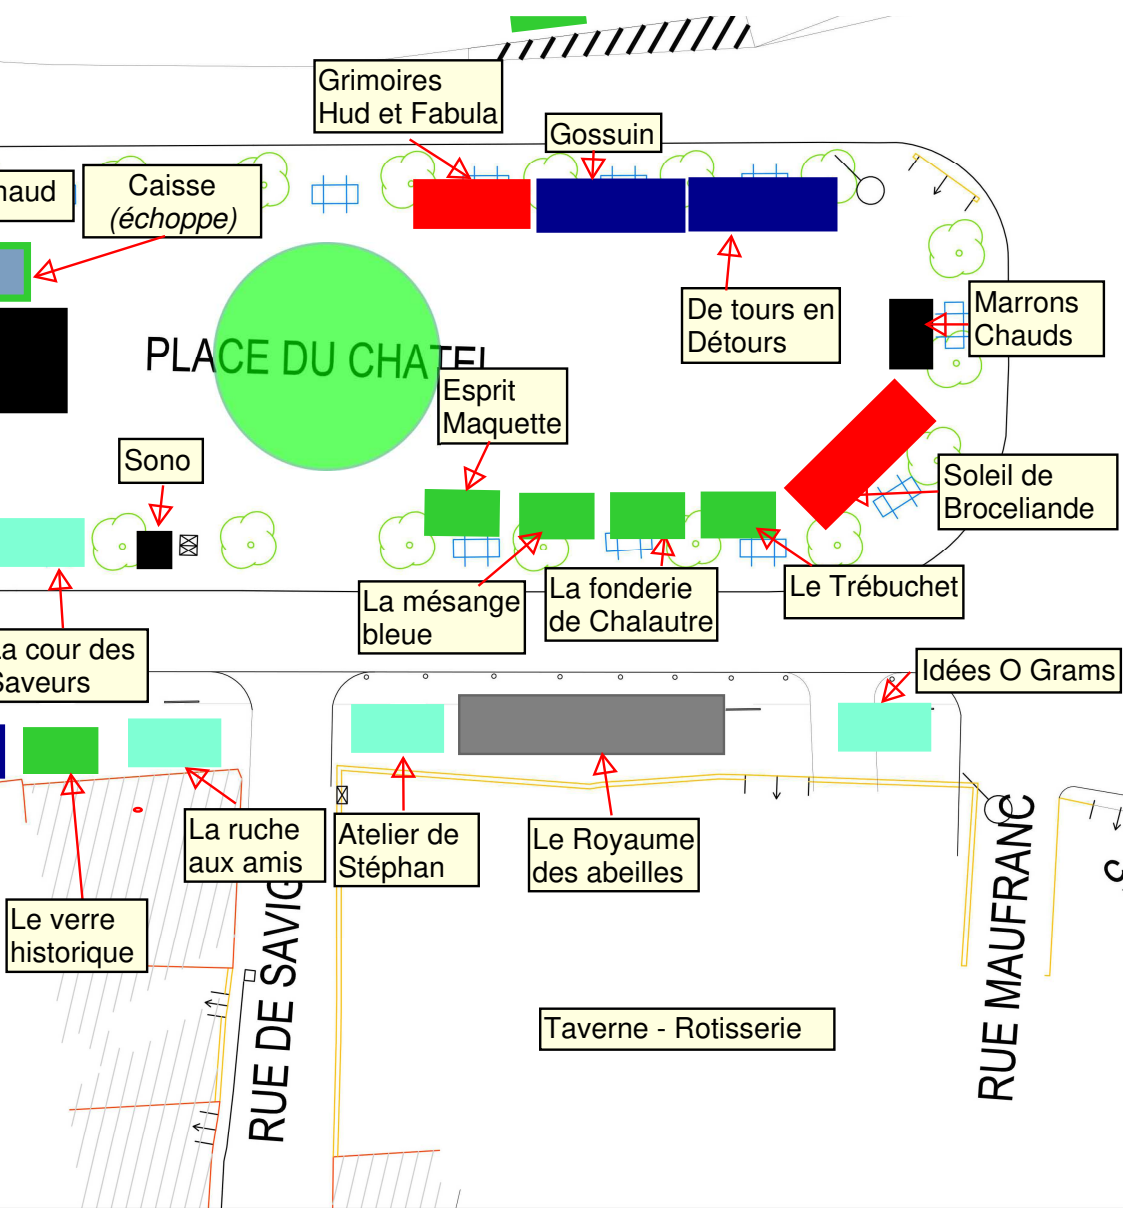 Grimoires
Hud et Fabula
Gossuin
Caisse
(échoppe)
De tours en
Détours
Marrons
Chauds
PLACE DU CHATEL
Esprit
Maquette
Sono
Soleil de
Broceliande
La mésange
bleue
La fonderie
de Chalautre
Le Trébuchet
La cour des
Saveurs
Idées O Grams
La ruche
aux amis
Atelier de
Stéphan
Le Royaume
des abeilles
Le verre
historique
RUE DE SAVIG
RUE MAUFRANC
Taverne - Rotisserie